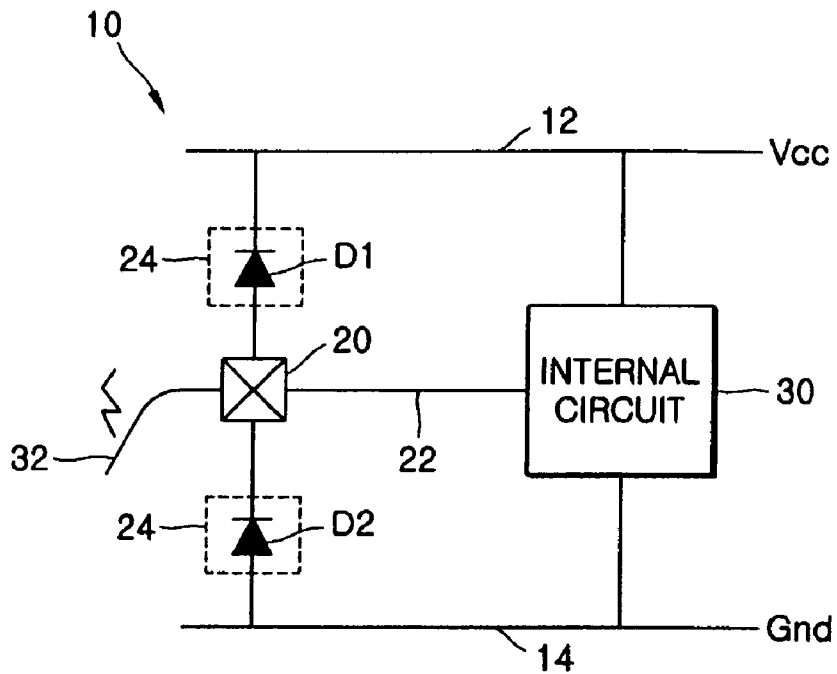 10
12
Vcc
24
D1
20
INTERNAL
CIRCUIT
30
32
22
24
D2
14
Gnd